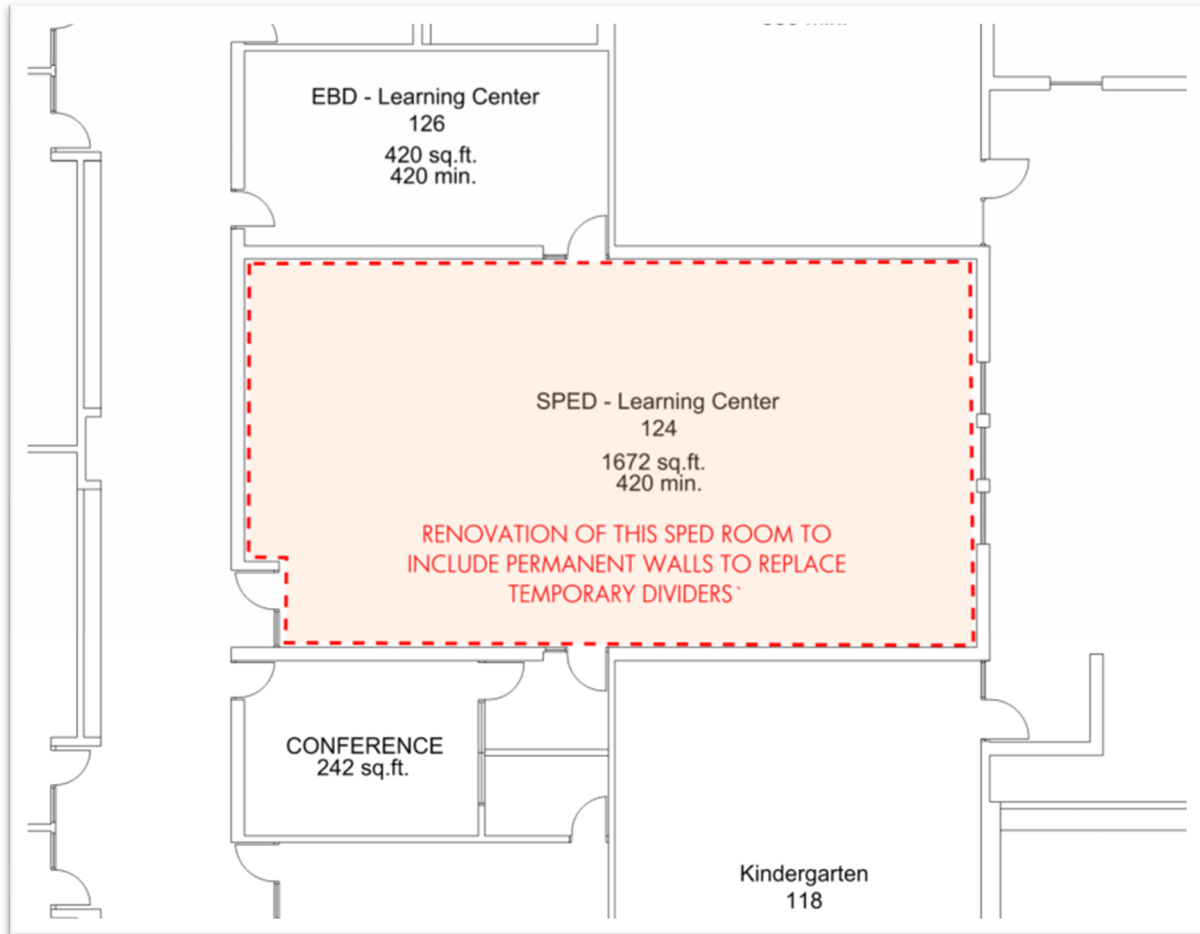 EBD - Learning Center
126
420 sq.ft.
420 min.
SPED - Learning Center
124
1672 sq.ft.
420 min.
RENOVATION OF THIS SPED ROOM TO
INCLUDE PERMANENT WALLS TO REPLACE
TEMPORARY DIVIDERS`
CONFERENCE
242 sq.ft.
Kindergarten
118